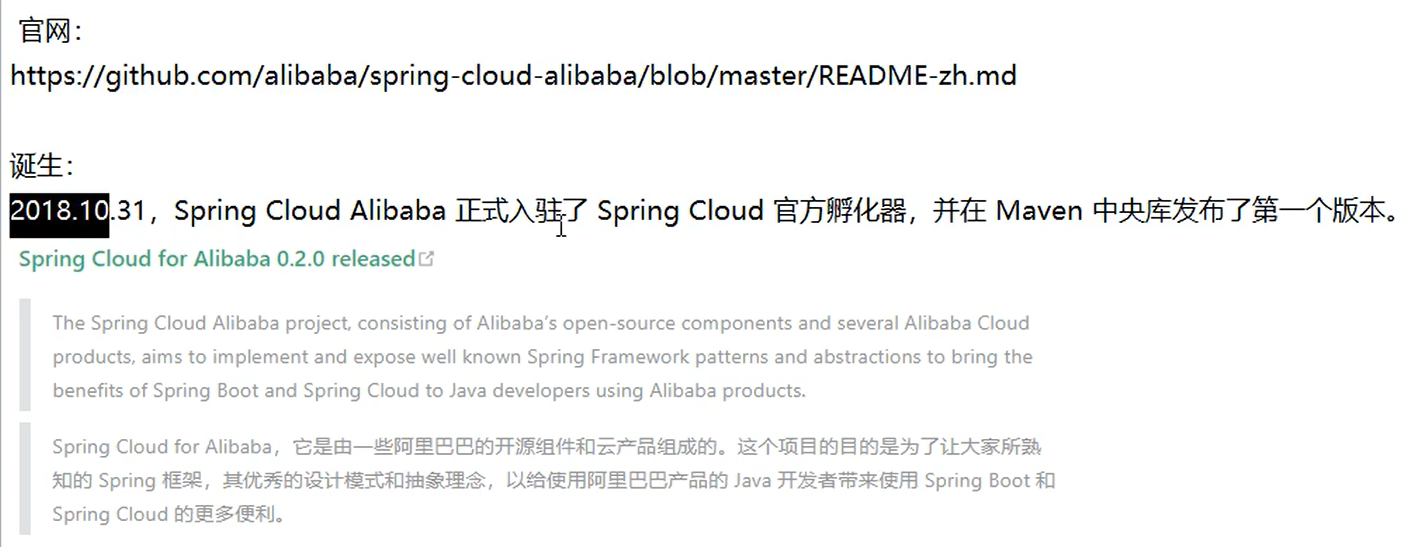 官网：
https://github.com/alibaba/spring-cloud-alibaba/blob/master/README-zh.md
诞生：
2018.10.31，Spring Cloud Alibaba 正式入驻了 Spring Cloud 官方孵化器，并在 Maven 中央库发布了第一个版本。
Spring Cloud for Alibaba 0.2.0 released
The Spring Cloud Alibaba project, consisting of Alibaba’s open-source components and several Alibaba Cloud
products, aims to implement and expose well known Spring Framework patterns and abstractions to bring the
benefits of Spring Boot and Spring Cloud to Java developers using Alibaba products.
Spring Cloud for Alibaba，它是由一些阿里巴巴的开源组件和云产品组成的。这个项目的目的是为了让大家所熟
知的 Spring 框架，其优秀的设计模式和抽象理念，以给使用阿里巴巴产品的 Java 开发者带来使用 Spring Boot 和
Spring Cloud 的更多便利。